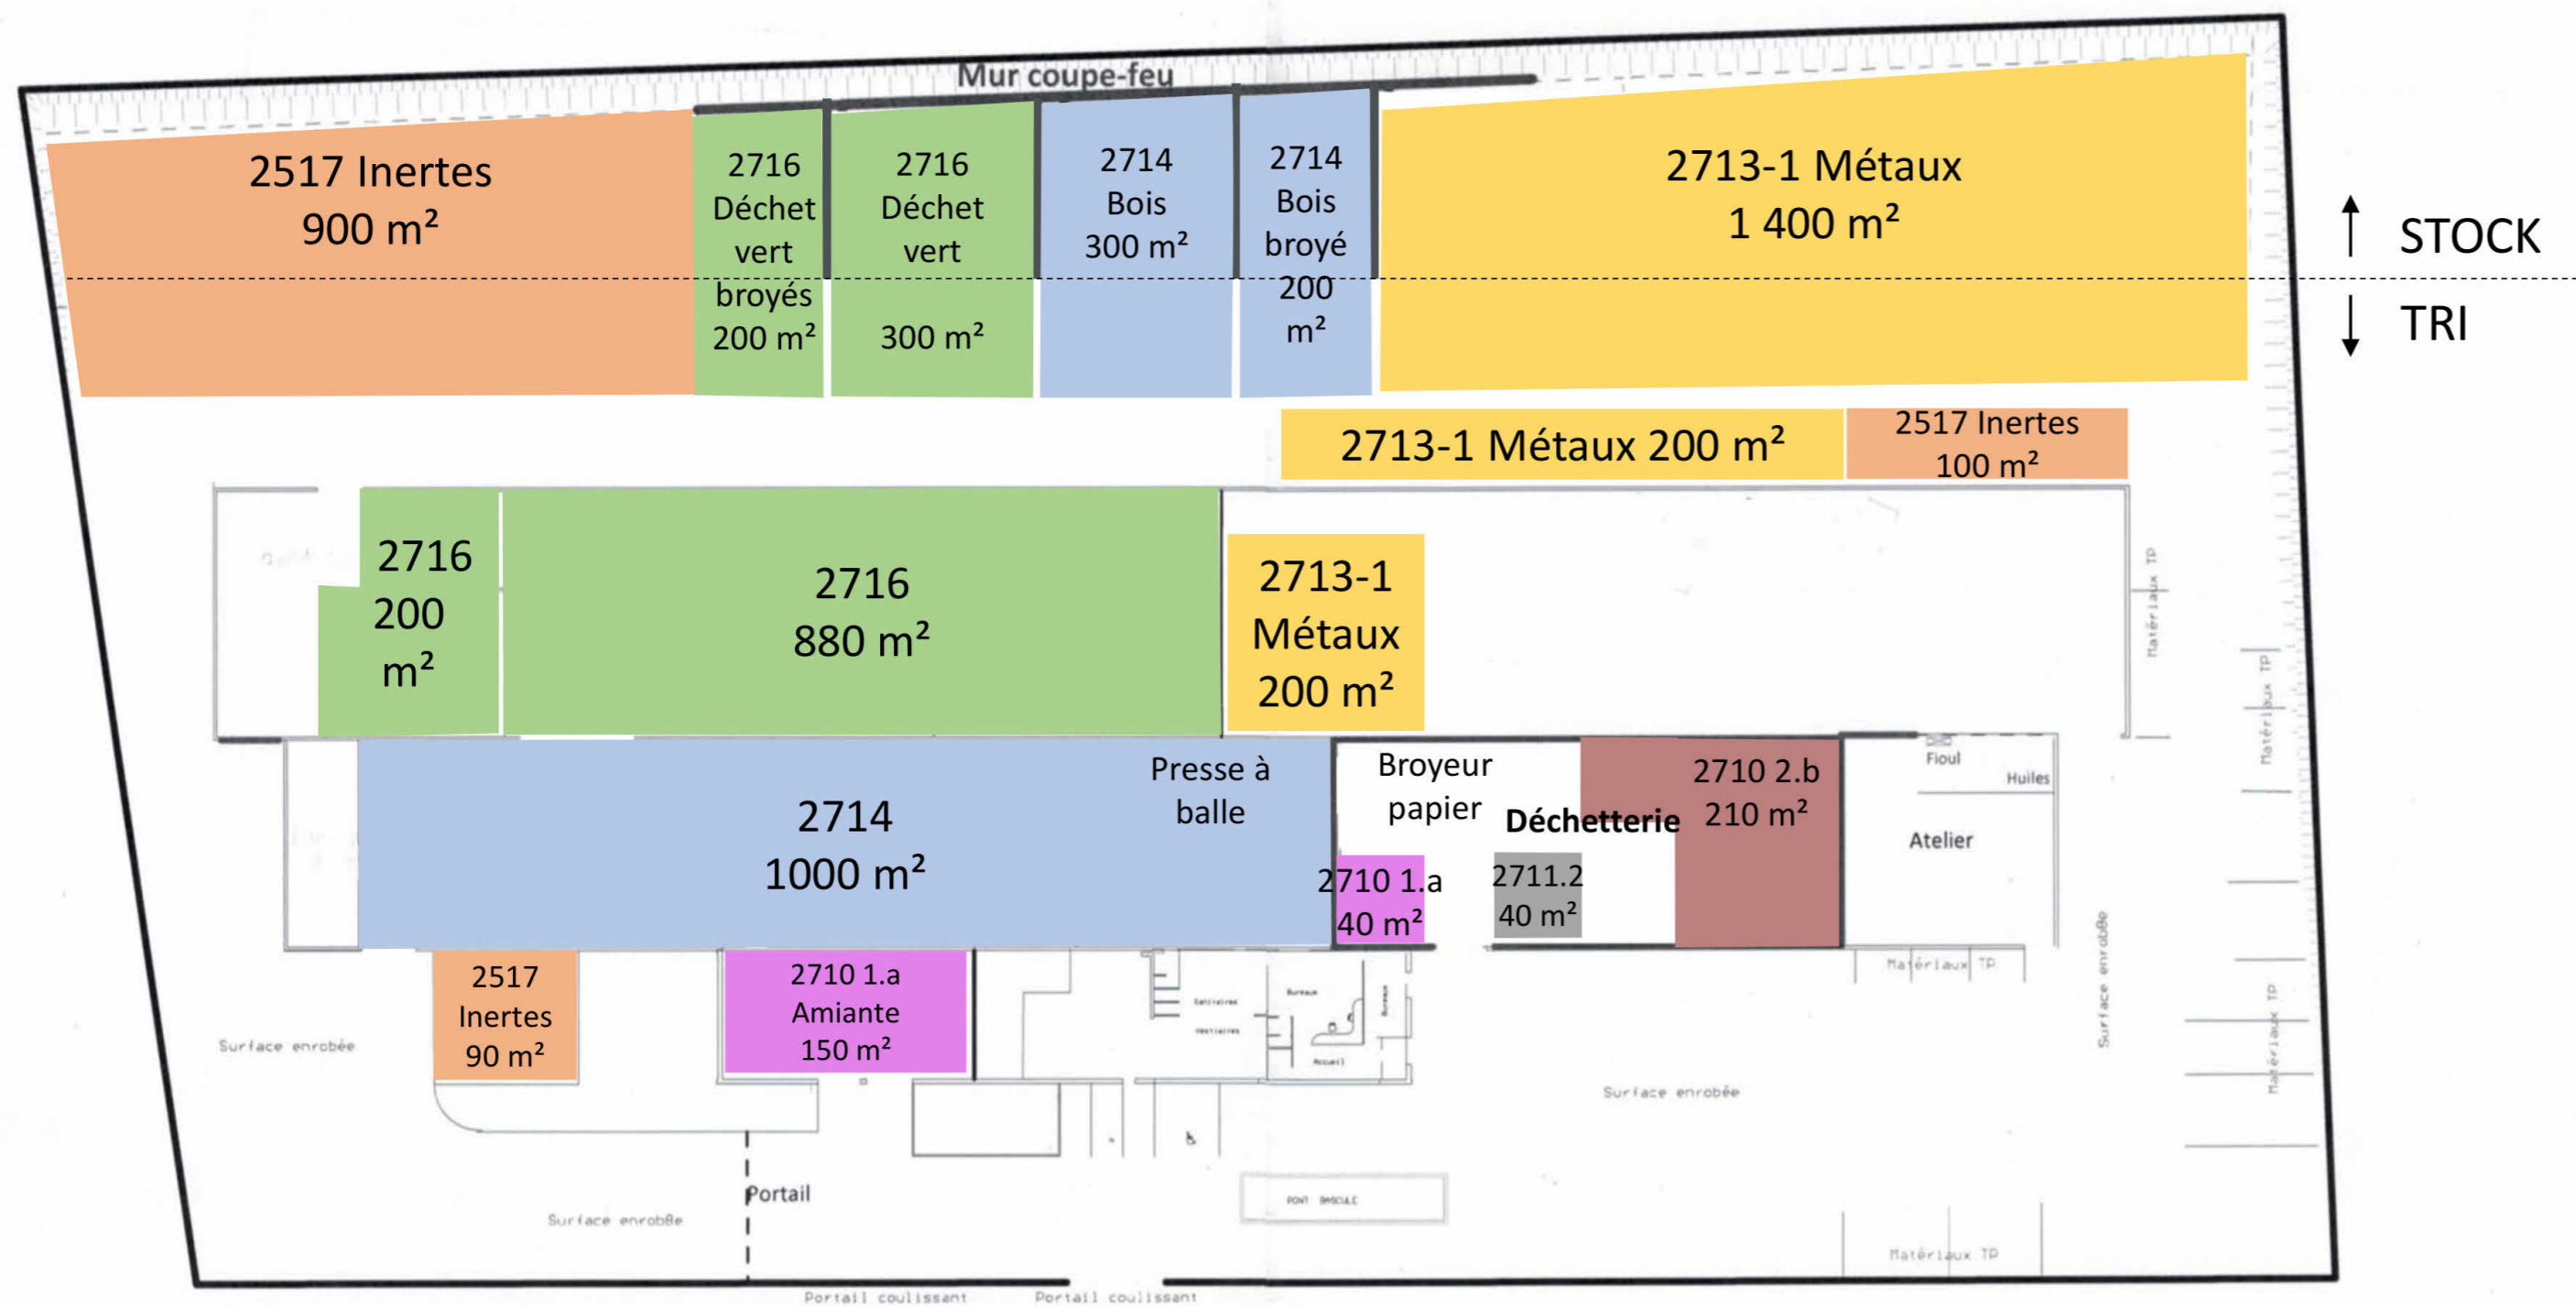 Mur coupe-feu
2517 Inertes
900 m²
2716
Déchet
vert
broyés
200 m²
2716
Déchet
vert
300 m²
2714
Bois
300 m²
2714
Bois
broyé
200
m²
2713-1 Métaux
1 400 m²
STOCK
TRI
2713-1 Métaux 200 m²
2517 Inertes
100 m²
2716
200
m²
2716
880 m²
2713-1
Métaux
200 m²
Matériaux TP
Matériaux TP
2714
1000 m²
Presse à
balle
Broyeur
papier
Déchetterie
2710 2.b
210 m²
2710 1.a
40 m²
2711.2
40 m²
Fioul
Huiles
Atelier
Matériaux TP
Surface enrobée
Matériaux TP
2517
Inertes
90 m²
2710 1.a
Amiante
150 m²
Sanitaires
Vestiaires
Bureaux
Bureaux
Accueil
Surface enrobée
Surface enrobée
Portail
Surface enrobée
PONT BASCULE
Matériaux TP
Portail coulissant
Portail coulissant